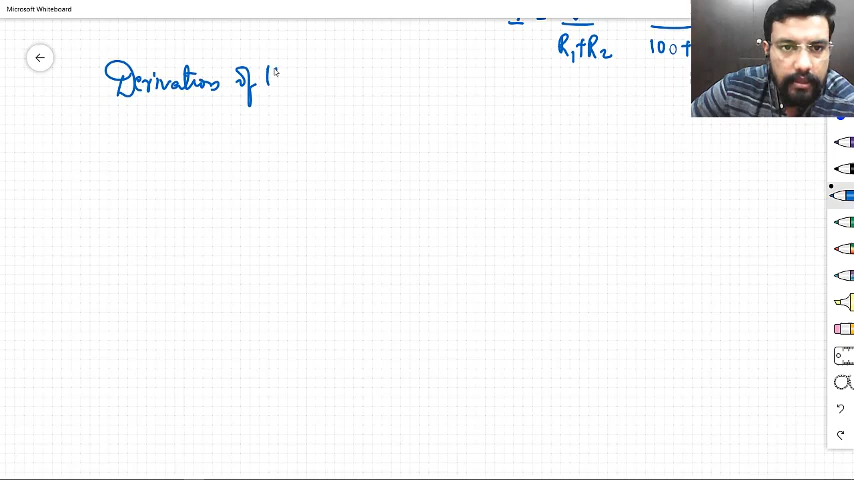 Microsoft Whiteboard
R₁+R₂
100+
Derivation of